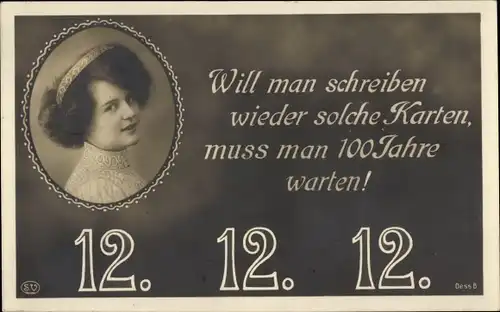 Will man schreiben
wieder solche Karten,
muss man 100 Jahre
warten!
12. 12. 12.